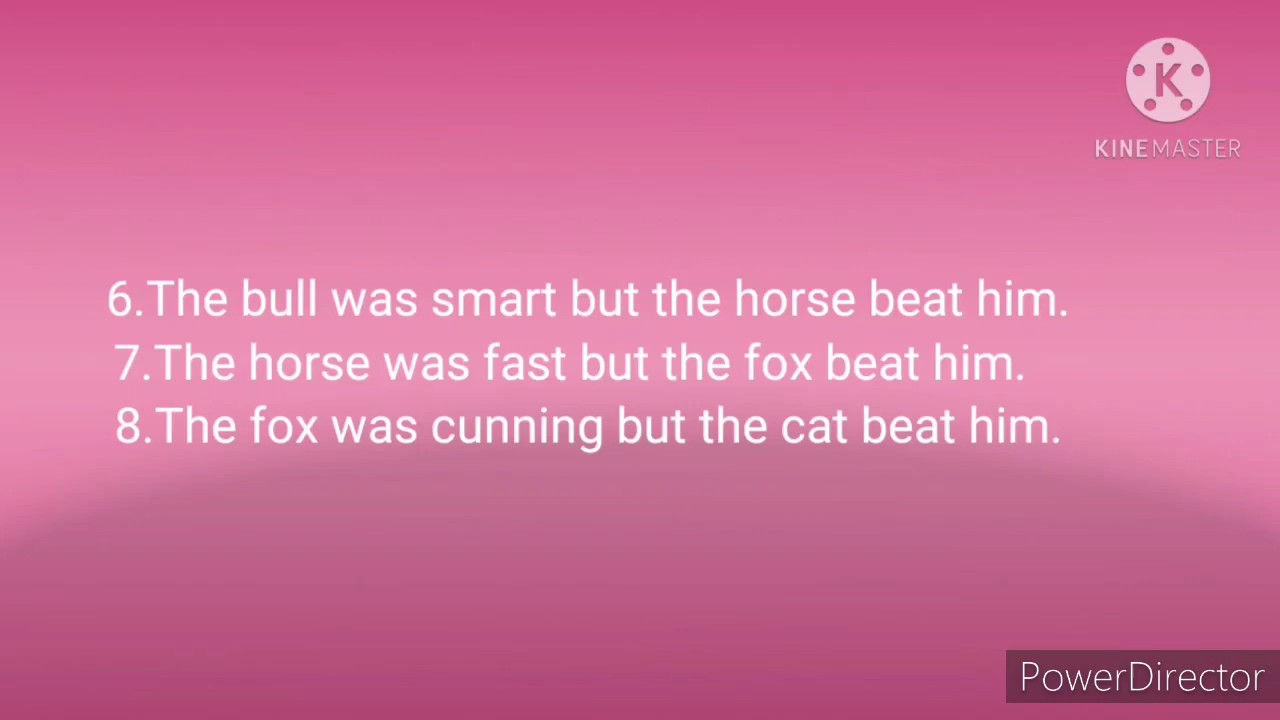 K
KINEMASTER
6.The bull was smart but the horse beat him.
7.The horse was fast but the fox beat him.
8.The fox was cunning but the cat beat him.
PowerDirector